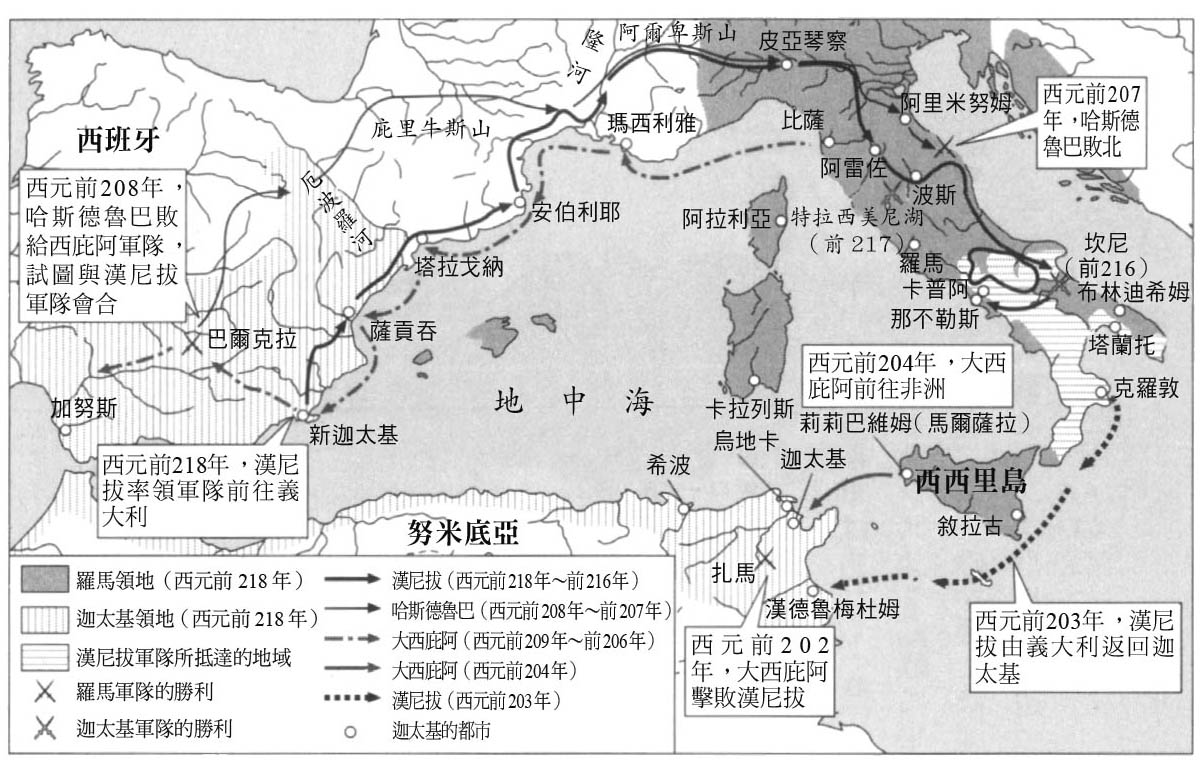 隆河
阿爾卑斯山
皮亞琴察
庇里牛斯山
瑪西利雅
比薩
阿里米努姆
西元前207
年，哈斯德
魯巴敗北
西班牙
西元前208年，
哈斯德魯巴敗
給西庇阿軍隊，
試圖與漢尼拔
軍隊會合
厄波羅河
安伯利耶
塔拉戈納
薩貢吞
巴爾克拉
加努斯
新迦太基
西元前218年，漢尼
拔率領軍隊前往義
大利
阿雷佐
波斯
阿拉利亞
特拉西美尼湖
（前217）
羅馬
卡普阿
那不勒斯
坎尼
（前216）
布林迪希姆
塔蘭托
克羅敦
地中海
卡拉列斯
西元前204年，大西
庇阿前往非洲
莉莉巴維姆（馬爾薩拉）
烏地卡
迦太基
希波
西西里島
敘拉古
努米底亞
扎馬
漢德魯梅杜姆
西元前202
年，大西庇阿
擊敗漢尼拔
西元前203年，漢尼
拔由義大利返回迦
太基
羅馬領地（西元前218年）
迦太基領地（西元前218年）
漢尼拔軍隊所抵達的地域
羅馬軍隊的勝利
迦太基軍隊的勝利
漢尼拔（西元前218年～前216年）
哈斯德魯巴（西元前208年～前207年）
大西庇阿（西元前209年～前206年）
大西庇阿（西元前204年）
漢尼拔（西元前203年）
迦太基的都市